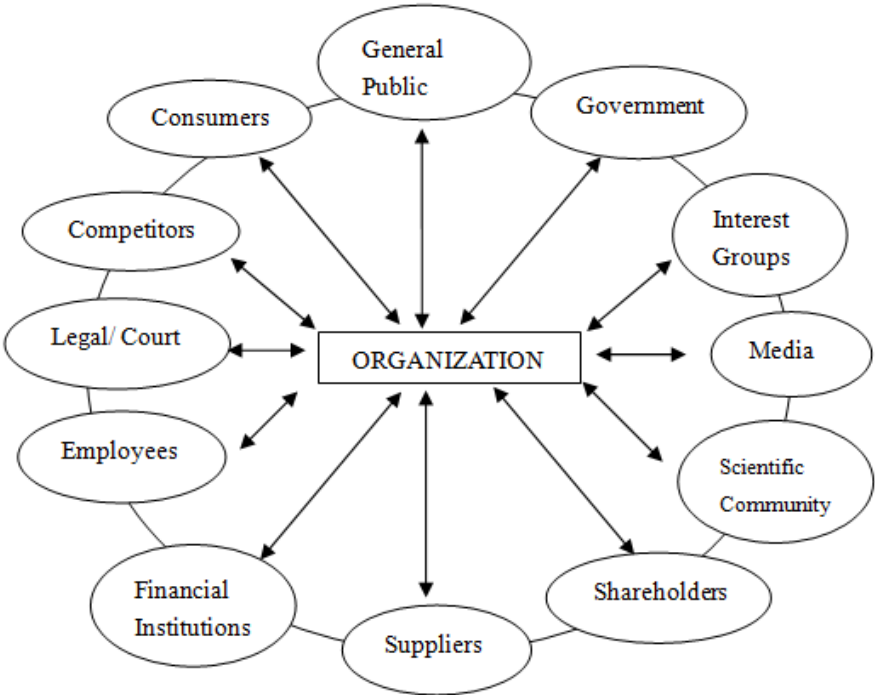 General
Public
Consumers
Government
Competitors
Interest
Groups
Legal/ Court
ORGANIZATION
Media
Employees
Scientific
Community
Financial
Institutions
Shareholders
Suppliers